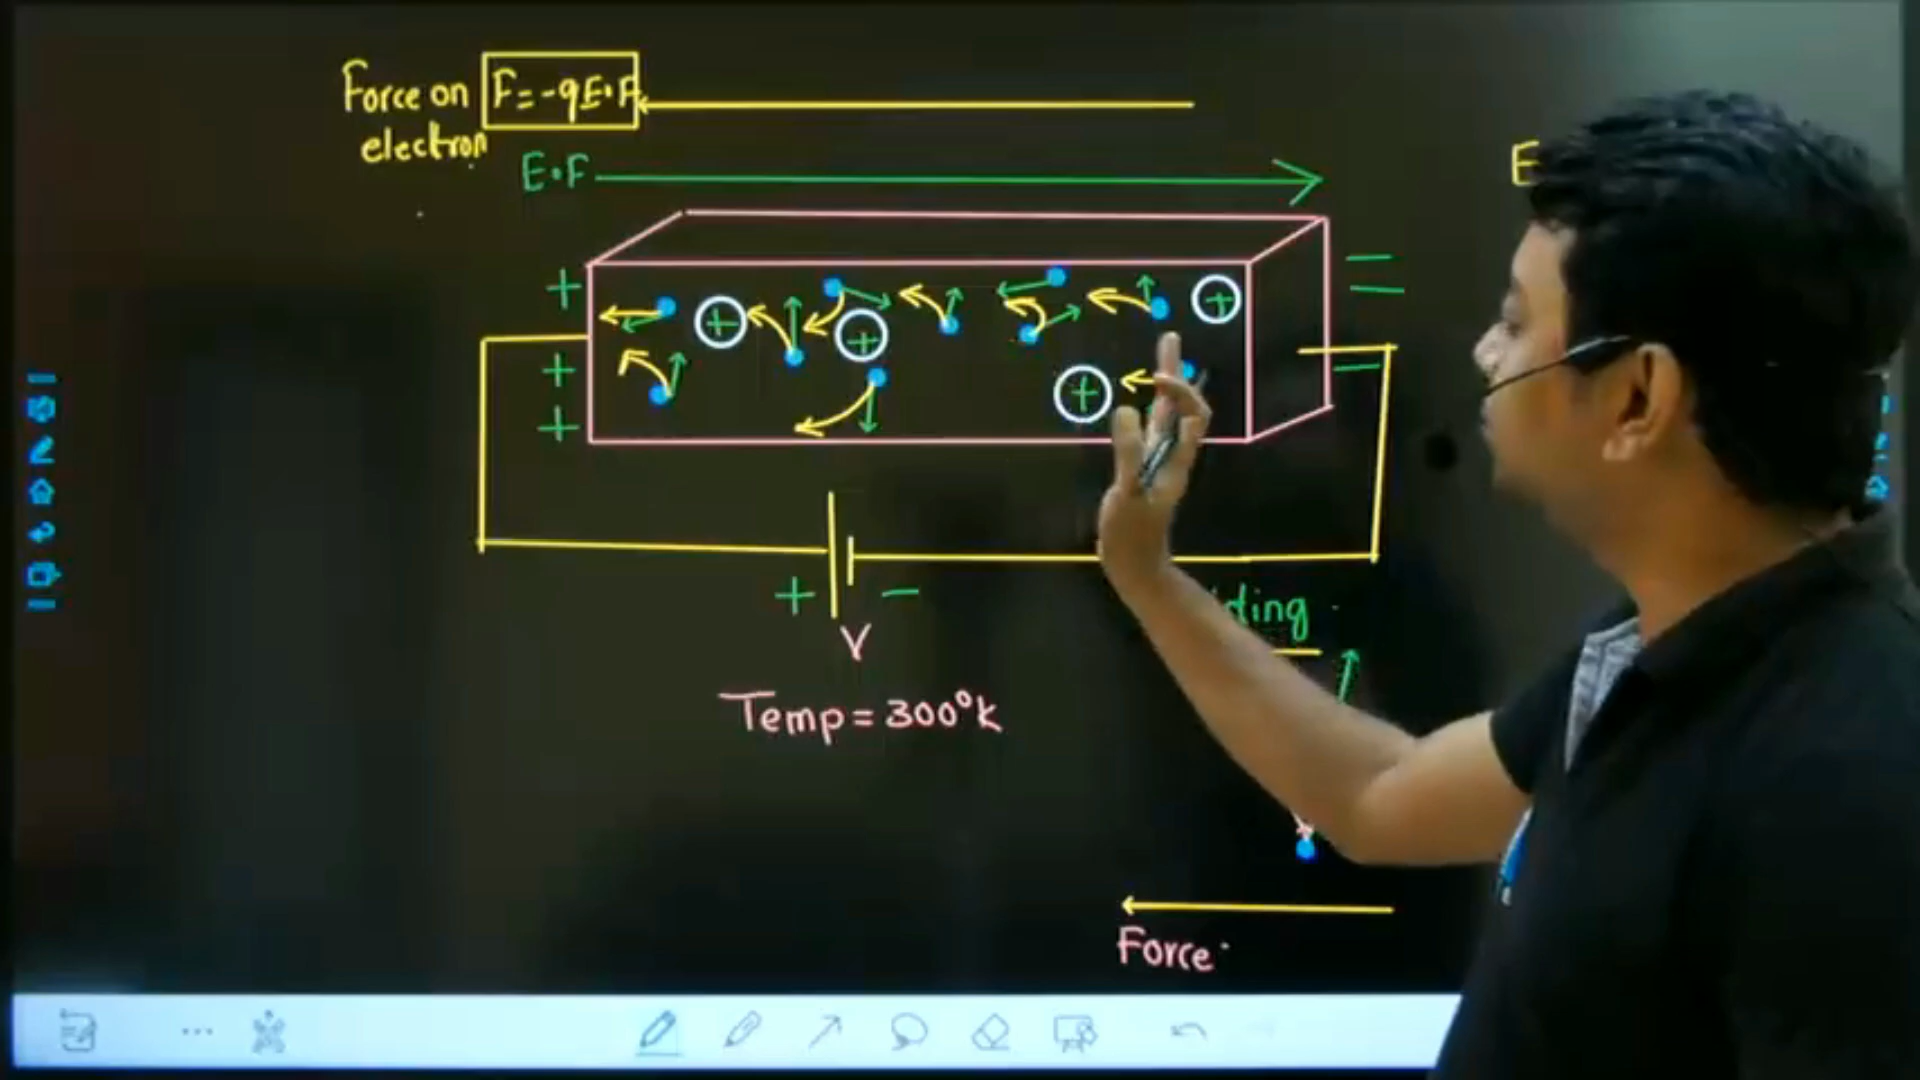 Force on F = -qE.F
electron
E.F
E
+ =
+ + +
+ -
+ + -
+
+ -
V
Temp = 300°k
Force